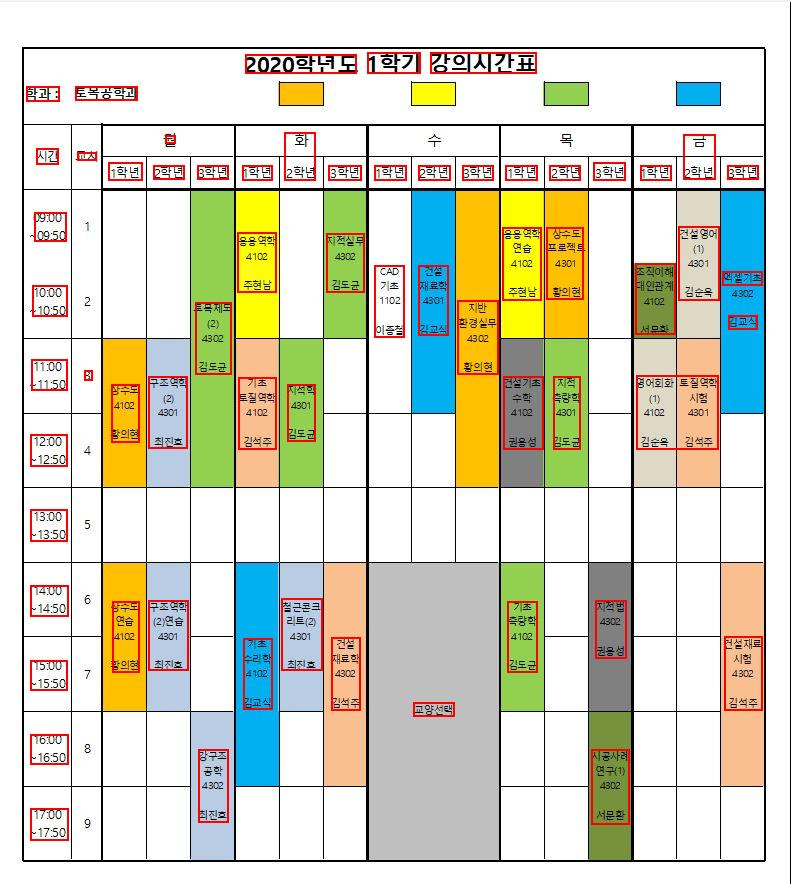 2020학년도 1학기 강의시간표
학과 : 토목공학과
시간 교시 월 화 수 목 금
1학년 2학년 3학년 1학년 2학년 3학년 1학년 2학년 3학년 1학년 2학년 3학년 1학년 2학년 3학년
09:00
~09:50
1
10:00
~10:50
2
11:00
~11:50
3
12:00
~12:50
4
13:00
~13:50
5
14:00
~14:50
6
15:00
~15:50
7
16:00
~16:50
8
17:00
~17:50
9
상수도
4102
황의현
상수도
연습
4102
황의현
구조역학
(2)
4301
최진호
구조역학
(2)연습
4301
최진호
토목제도
(2)
4302
김도균
강구조
공학
4302
최진호
응용역학
4102
주현남
기초
토질역학
4102
김석주
기초
수리학
4102
김교식
지적학
4301
김도균
철근콘크
리트(2)
4301
최진호
지적실무
4302
김도균
건설
재료학
4302
김석주
CAD
기초
1102
이종철
건설
재료학
4301
김교식
지반
환경실무
4302
황의현
교양선택
응용역학
연습
4102
주현남
건설기초
수학
4102
권용성
기초
측량학
4102
김도균
상수도
프로젝트
4301
황의현
지적
측량학
4301
김도균
지적법
4302
권용성
시공사례
연구(1)
4302
서문환
조직이해
대인관계
4102
서문환
영어회화
(1)
4102
김순옥
건설영어
(1)
4301
김순옥
토질역학
시험
4301
김석주
엑셀기초
4302
김교식
건설재료
시험
4302
김석주